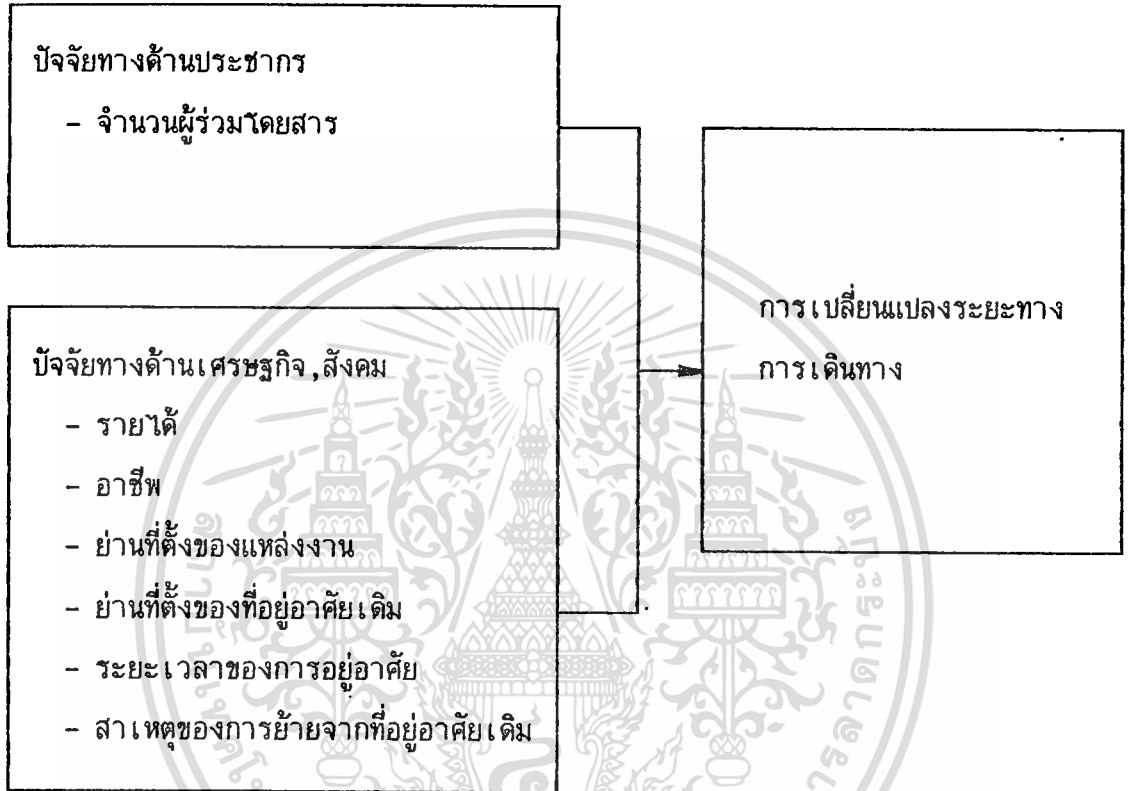 ปัจจัยทางด้านประชากร
- จำนวนผู้ร่วมโดยสาร
ปัจจัยทางด้านเศรษฐกิจ,สังคม
- รายได้
- อาชีพ
- ย่านที่ตั้งของแหล่งงาน
- ย่านที่ตั้งของที่อยู่อาศัยเดิม
- ระยะเวลาของการอยู่อาศัย
- สาเหตุของการย้ายจากที่อยู่อาศัยเดิม
การเปลี่ยนแปลงระยะทาง
การเดินทาง